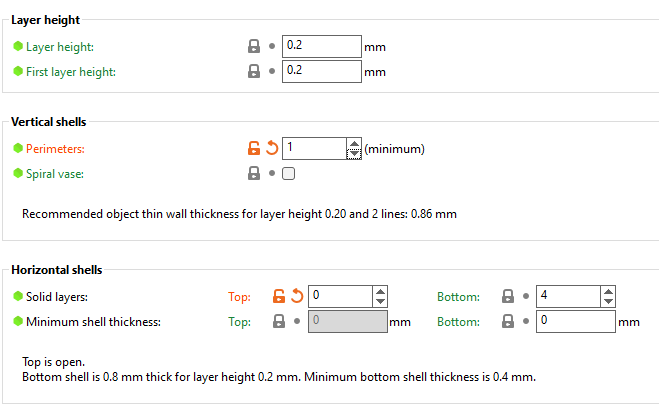 Layer height
Layer height: 0.2 mm
First layer height: 0.2 mm
Vertical shells
Perimeters: 1 (minimum)
Spiral vase:
Recommended object thin wall thickness for layer height 0.20 and 2 lines: 0.86 mm
Horizontal shells
Solid layers: Top: 0 Bottom: 4
Minimum shell thickness: Top: 0 mm Bottom: 0 mm
Top is open.
Bottom shell is 0.8 mm thick for layer height 0.2 mm. Minimum bottom shell thickness is 0.4 mm.